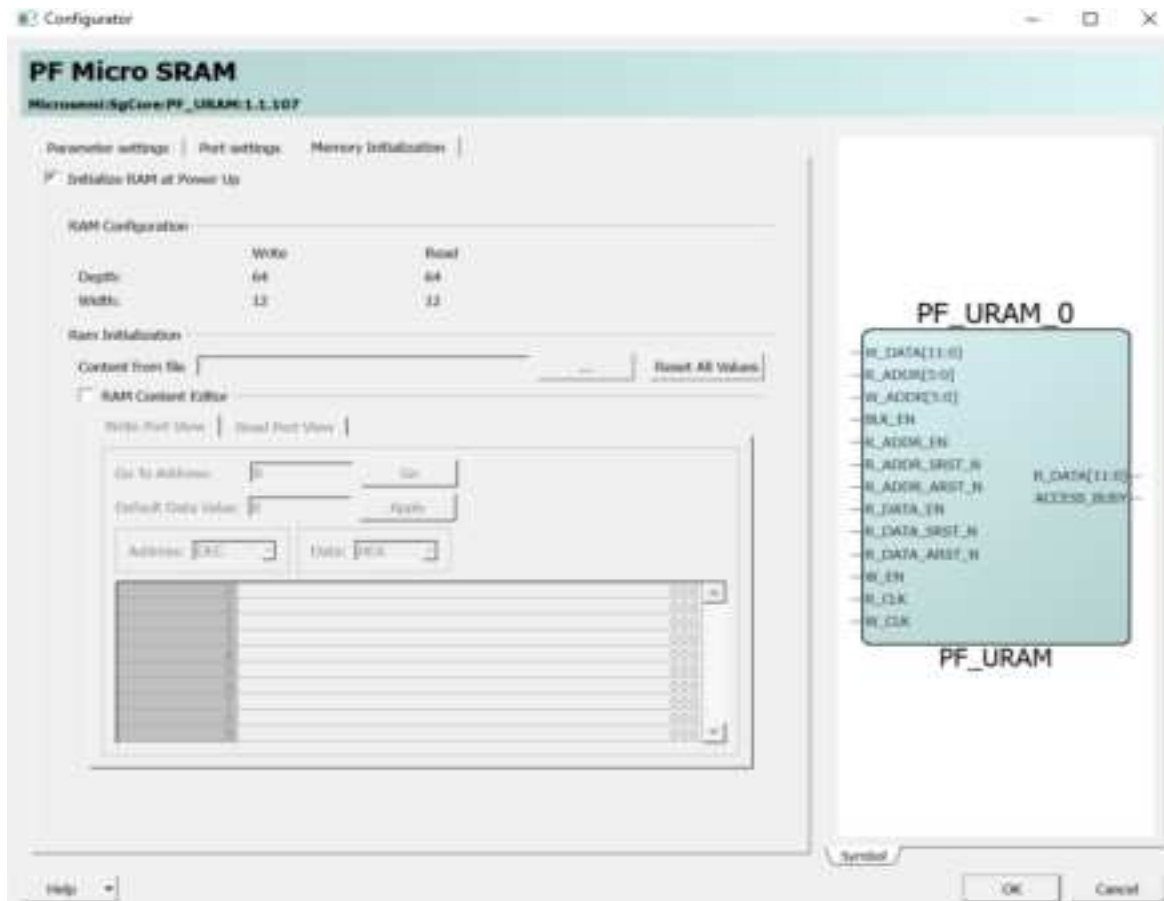 Configurator
PF Micro SRAM
Microsemi:SgCore:PF_URAM:1.1.107
Parameter settings Port settings Memory Initialization
Initialize RAM at Power Up
RAM Configuration
Write Read
Depth: 64 64
Width: 12 12
Ram Initialization
Content from file ... Reset All Values
RAM Content Editor
Write Port View Read Port View
Go To Address: 0 Go
Default Data Value: 0 Apply
Address: DEC Data: HEX
PF_URAM_0
W_DATA[11:0]
R_ADDR[5:0]
W_ADDR[5:0]
BLK_EN
R_ADDR_EN
R_ADDR_SRST_N
R_ADDR_ARST_N
R_DATA_EN
R_DATA_SRST_N
R_DATA_ARST_N
W_EN
R_CLK
W_CLK
R_DATA[11:0]
ACCESS_BUSY
PF_URAM
Symbol
Help OK Cancel